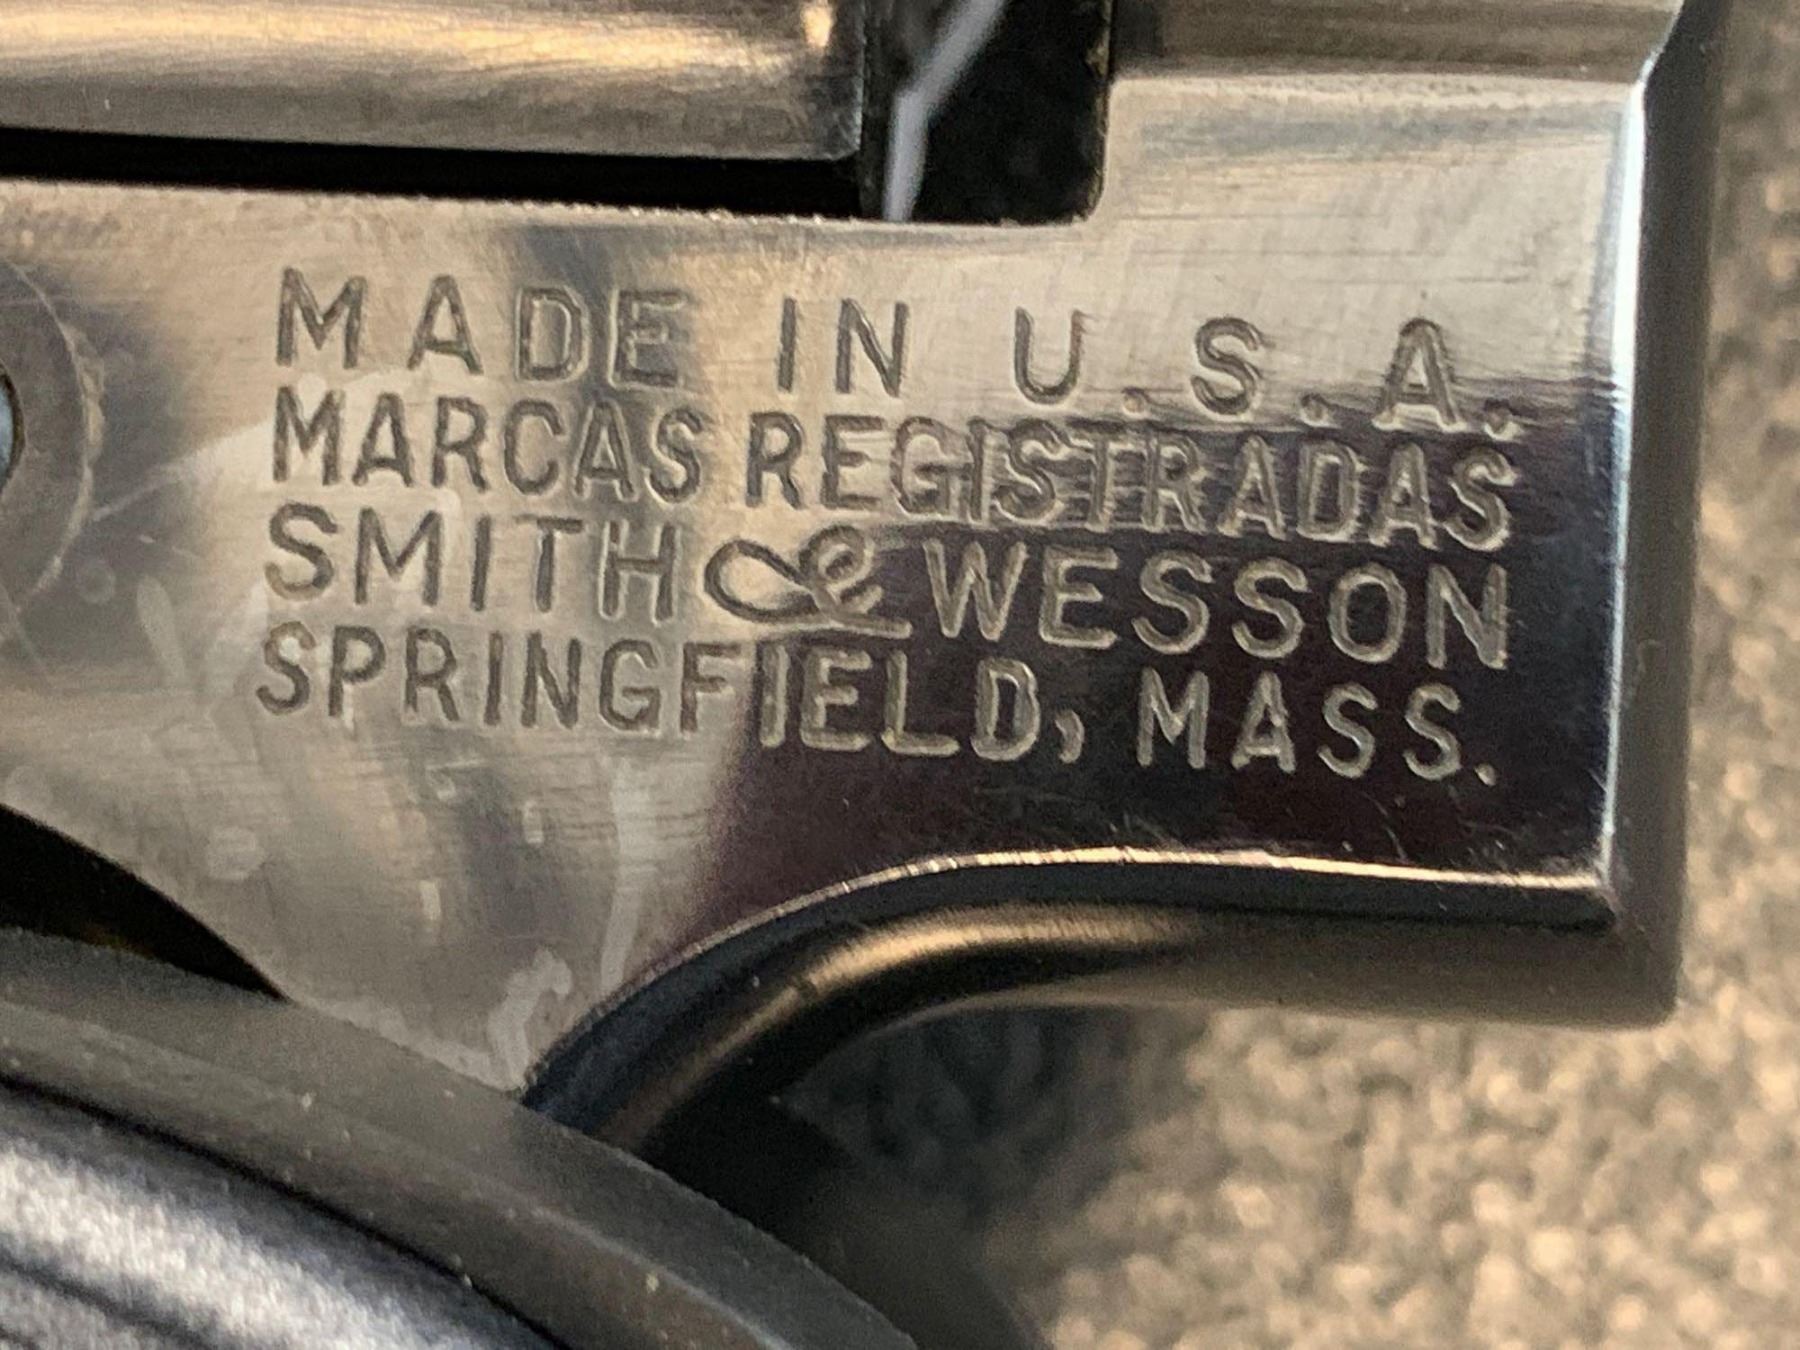 MADE IN U.S.A.
MARCAS REGISTRADAS
SMITH & WESSON
SPRINGFIELD, MASS.